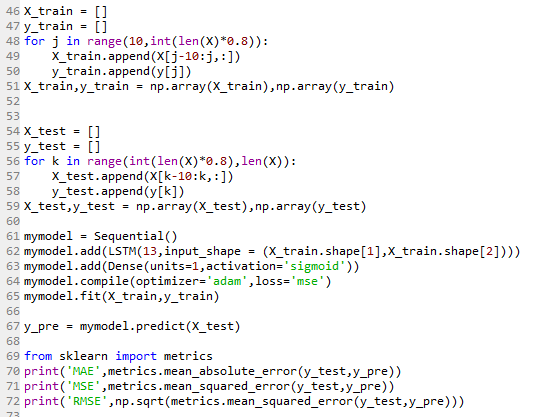 46 X_train = []
47 y_train = []
48 for j in range(10,int(len(X)*0.8)):
49     X_train.append(X[j-10:j,:])
50     y_train.append(y[j])
51 X_train,y_train = np.array(X_train),np.array(y_train)
52
53
54 X_test = []
55 y_test = []
56 for k in range(int(len(X)*0.8),len(X)):
57     X_test.append(X[k-10:k,:])
58     y_test.append(y[k])
59 X_test,y_test = np.array(X_test),np.array(y_test)
60
61 mymodel = Sequential()
62 mymodel.add(LSTM(13,input_shape = (X_train.shape[1],X_train.shape[2])))
63 mymodel.add(Dense(units=1,activation='sigmoid'))
64 mymodel.compile(optimizer='adam',loss='mse')
65 mymodel.fit(X_train,y_train)
66
67 y_pre = mymodel.predict(X_test)
68
69 from sklearn import metrics
70 print('MAE',metrics.mean_absolute_error(y_test,y_pre))
71 print('MSE',metrics.mean_squared_error(y_test,y_pre))
72 print('RMSE',np.sqrt(metrics.mean_squared_error(y_test,y_pre)))
73